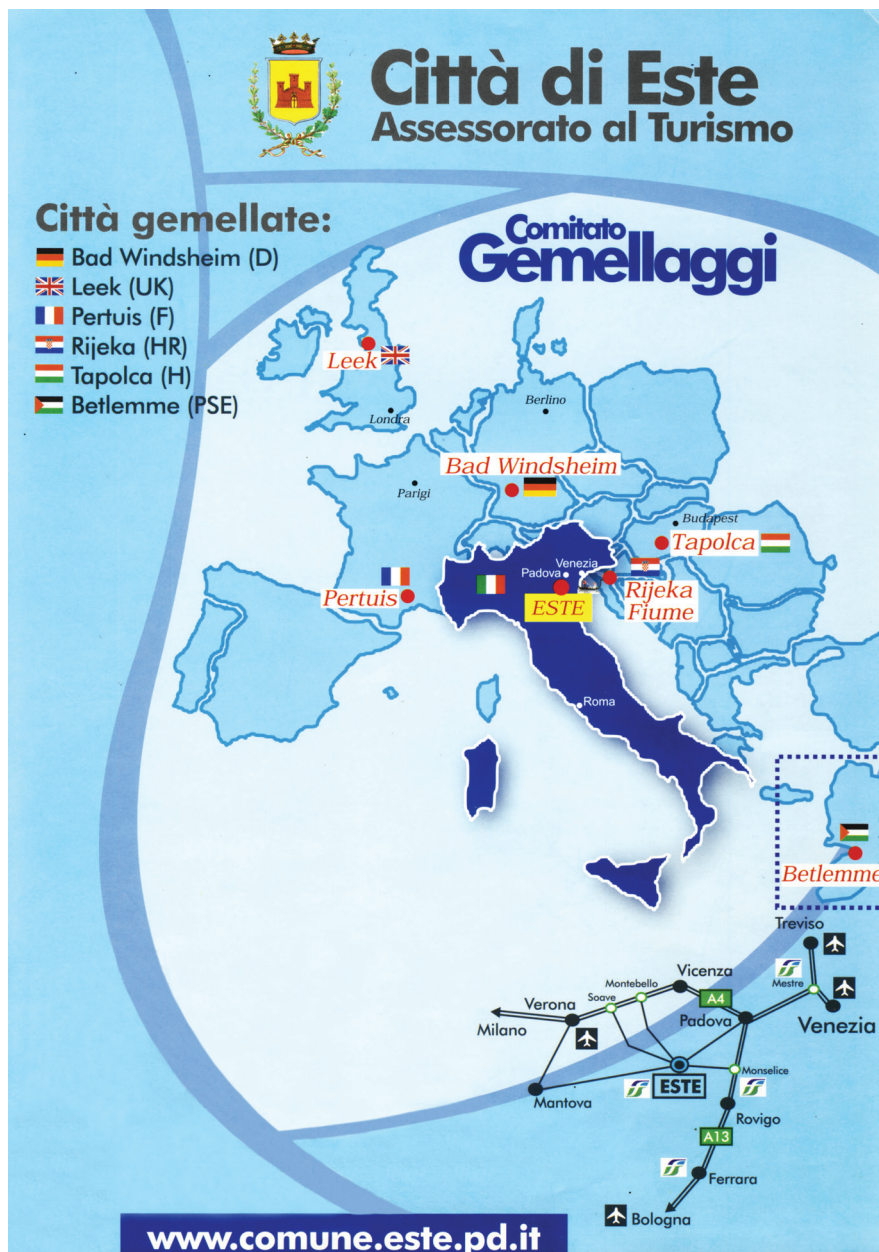 Città di Este
Assessorato al Turismo
Città gemellate:
Bad Windsheim (D)
Leek (UK)
Pertuis (F)
Rijeka (HR)
Tapolca (H)
Betlemme (PSE)
Comitato
Gemellaggi
Leek
Londra
Berlino
Bad Windsheim
Parigi
Budapest
Tapolca
Venezia
Padova
Pertuis
ESTE
Rijeka
Fiume
Roma
Betlemme
Treviso
Vicenza
Montebello
Mestre
Soave
A4
Verona
Padova
Venezia
Milano
Monselice
ESTE
Mantova
Rovigo
A13
Ferrara
Bologna
www.comune.este.pd.it